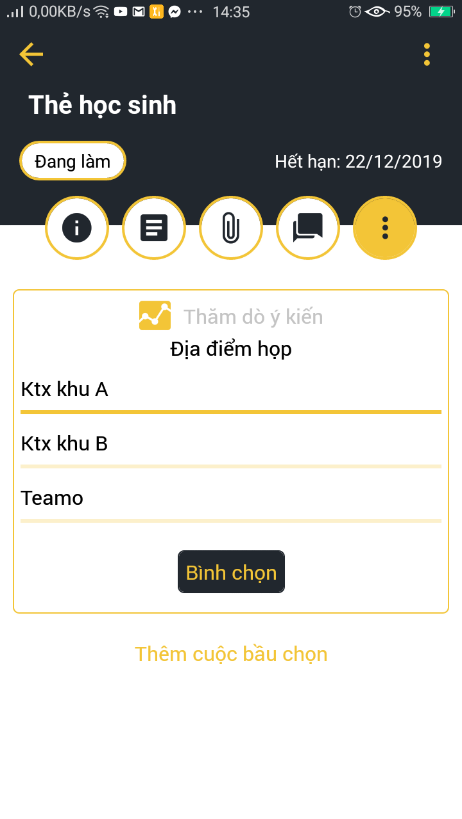 0,00KB/s 14:35 95%
Thẻ học sinh
Đang làm
Hết hạn: 22/12/2019
Thăm dò ý kiến
Địa điểm họp
Ktx khu A
Ktx khu B
Teamo
Bình chọn
Thêm cuộc bầu chọn